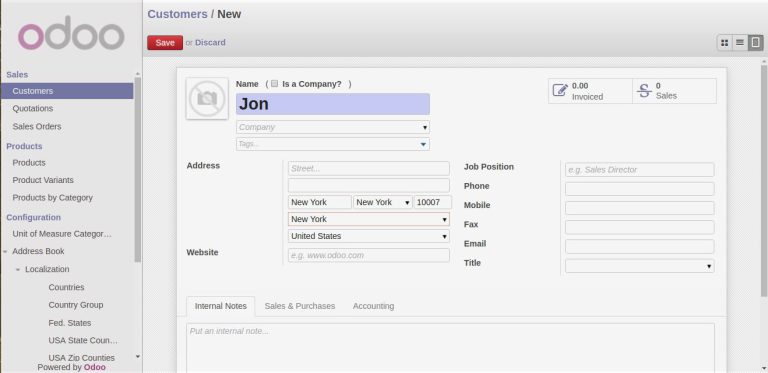 odoo
Customers / New
Save or Discard
Sales
Customers
Quotations
Sales Orders
Products
Products
Product Variants
Products by Category
Configuration
Unit of Measure Categor...
Address Book
Localization
Countries
Country Group
Fed. States
USA State Coun...
USA Zip Counties
Powered by Odoo
Name ( Is a Company? )
Jon
Company
Tags...
0.00
Invoiced
0
Sales
Address
Street...
New York New York 10007
New York
United States
Website e.g. www.odoo.com
Job Position e.g. Sales Director
Phone
Mobile
Fax
Email
Title
Internal Notes Sales & Purchases Accounting
Put an internal note...